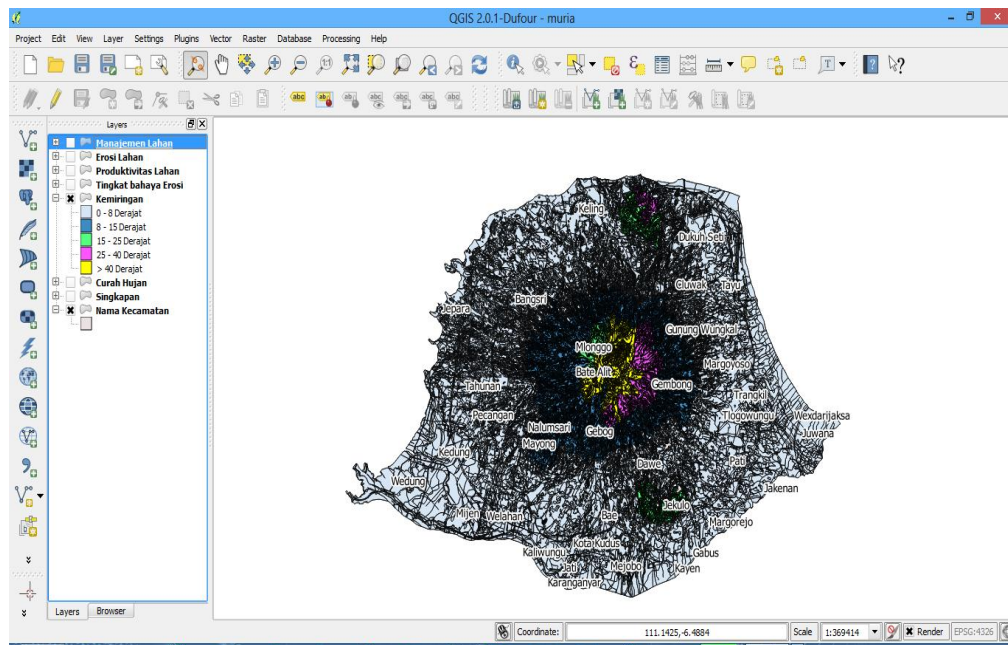 QGIS 2.0.1-Dufour - muria
Project Edit View Layer Settings Plugins Vector Raster Database Processing Help
Layers
Manajemen Lahan
Erosi Lahan
Produktivitas Lahan
Tingkat bahaya Erosi
Kemiringan
0 - 8 Derajat
8 - 15 Derajat
15 - 25 Derajat
25 - 40 Derajat
> 40 Derajat
Curah Hujan
Singkapan
Nama Kecamatan
Keling
Dukuh Seti
Cluwak Tayu
Bangsri
Jepara
Gunung Wungkal
Mlonggo
Margoyoso
Bate Alit
Gembong
Tahunan
Trangkil
Pecangan
Tlogowungu
Wexdarijaksa
Nalumsari
Gebog
Juwana
Mayong
Kedung
Dawe
Pati
Wedung
Jakenan
Jekulo
Mijen Welahan
Bae
Margorejo
Kota Kudus
Kaliwungu
Gabus
Jati
Mejobo
Kayen
Karanganyar
Layers Browser
Coordinate: 111.1425,-6.4884 Scale 1:369414 Render EPSG:4326